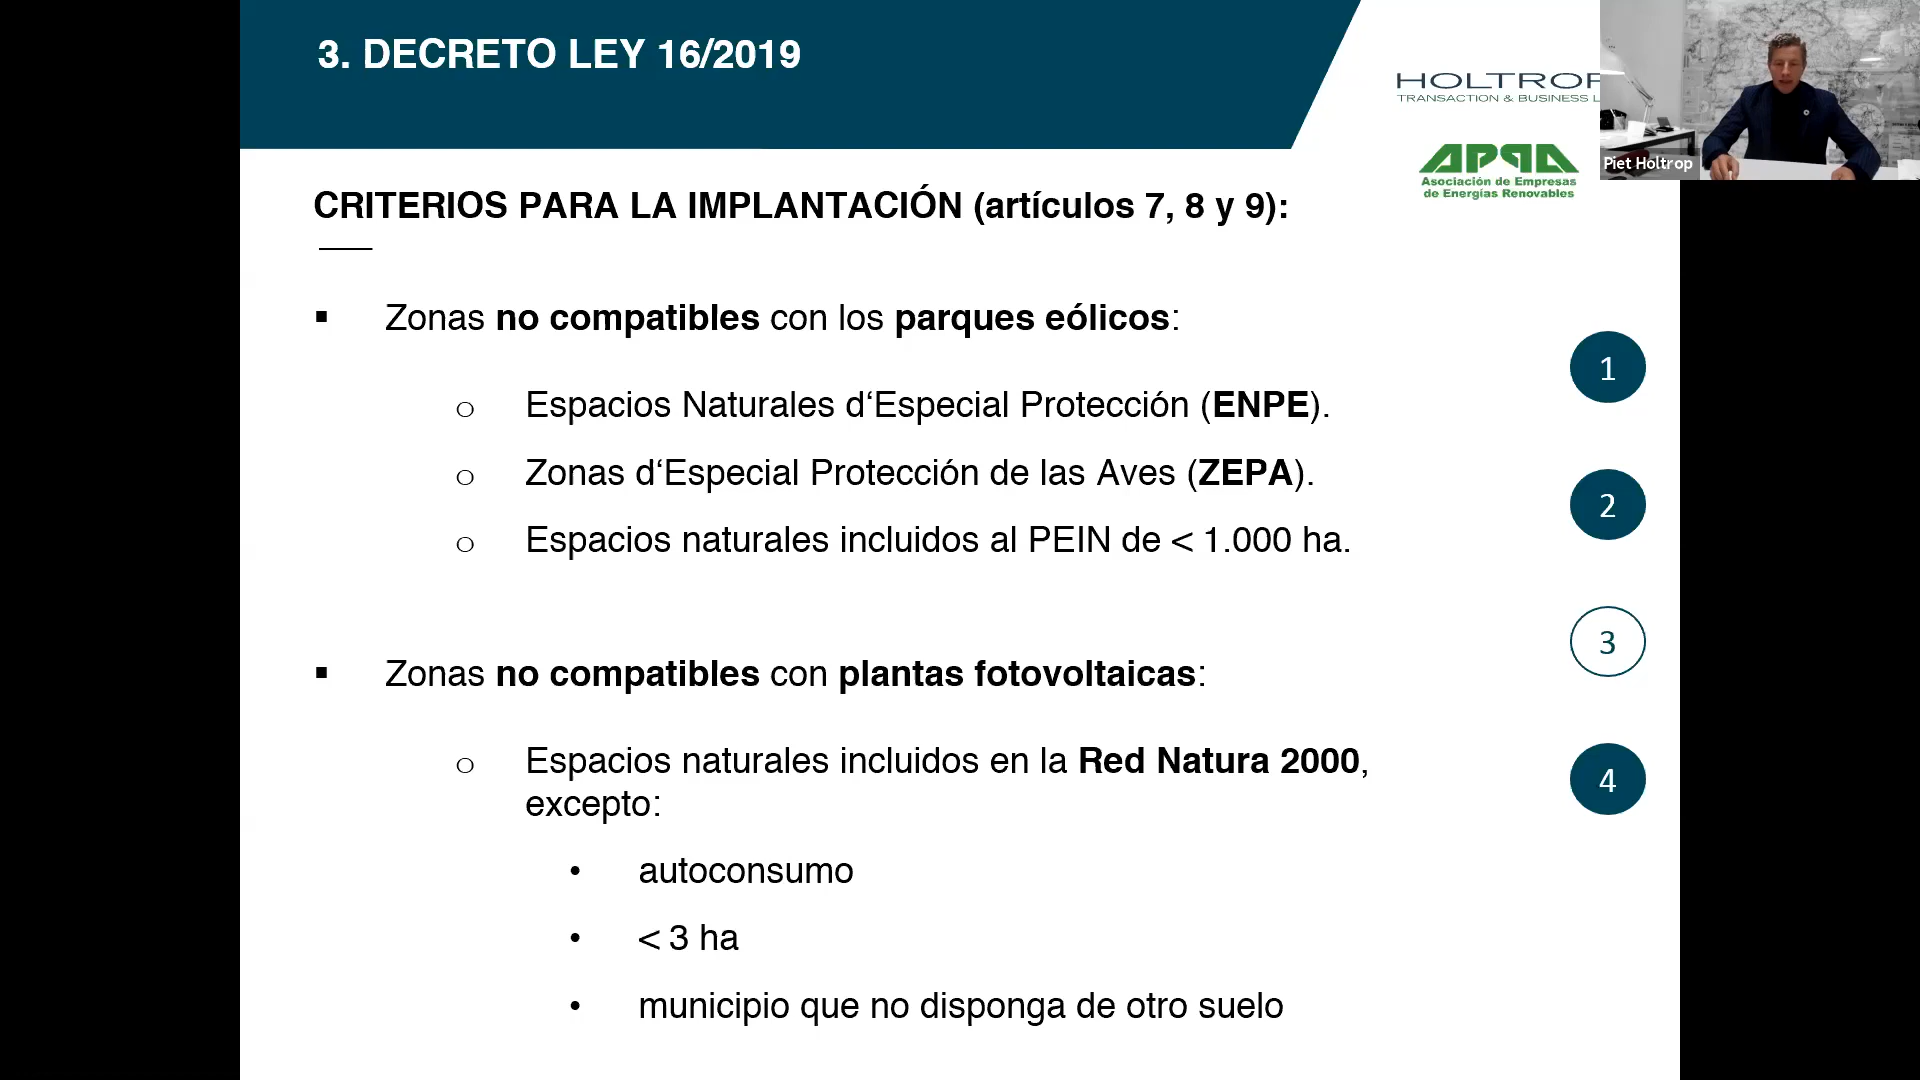 3. DECRETO LEY 16/2019
HOLTROP
TRANSACTION & BUSINESS L
APPA
Asociación de Empresas
de Energías Renovables
Piet Holtrop
CRITERIOS PARA LA IMPLANTACIÓN (artículos 7, 8 y 9):
▪ Zonas no compatibles con los parques eólicos:
o Espacios Naturales d‘Especial Protección (ENPE).
o Zonas d‘Especial Protección de las Aves (ZEPA).
o Espacios naturales incluidos al PEIN de < 1.000 ha.
▪ Zonas no compatibles con plantas fotovoltaicas:
o Espacios naturales incluidos en la Red Natura 2000,
excepto:
• autoconsumo
• < 3 ha
• municipio que no disponga de otro suelo
1
2
3
4